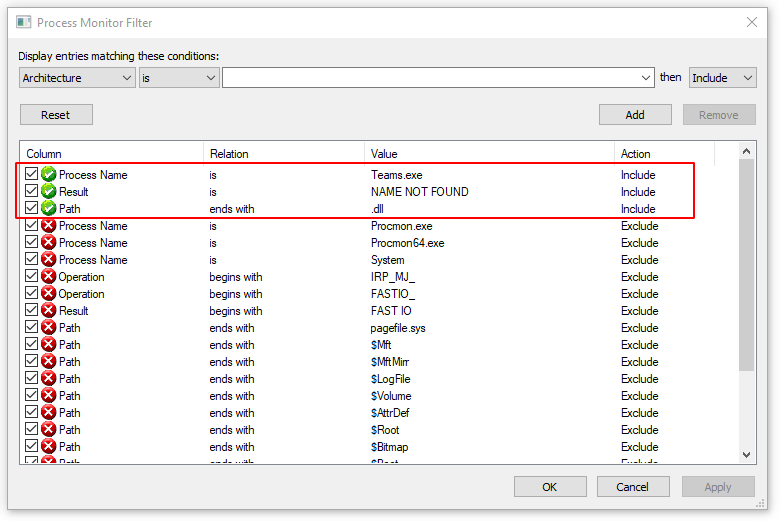 Process Monitor Filter
Display entries matching these conditions:
Architecture is then Include
Reset Add Remove
Column Relation Value Action
Process Name is Teams.exe Include
Result is NAME NOT FOUND Include
Path ends with .dll Include
Process Name is Procmon.exe Exclude
Process Name is Procmon64.exe Exclude
Process Name is System Exclude
Operation begins with IRP_MJ_ Exclude
Operation begins with FASTIO_ Exclude
Result begins with FAST IO Exclude
Path ends with pagefile.sys Exclude
Path ends with $Mft Exclude
Path ends with $MftMirr Exclude
Path ends with $LogFile Exclude
Path ends with $Volume Exclude
Path ends with $AttrDef Exclude
Path ends with $Root Exclude
Path ends with $Bitmap Exclude
Path ends with $Boot Exclude
OK Cancel Apply